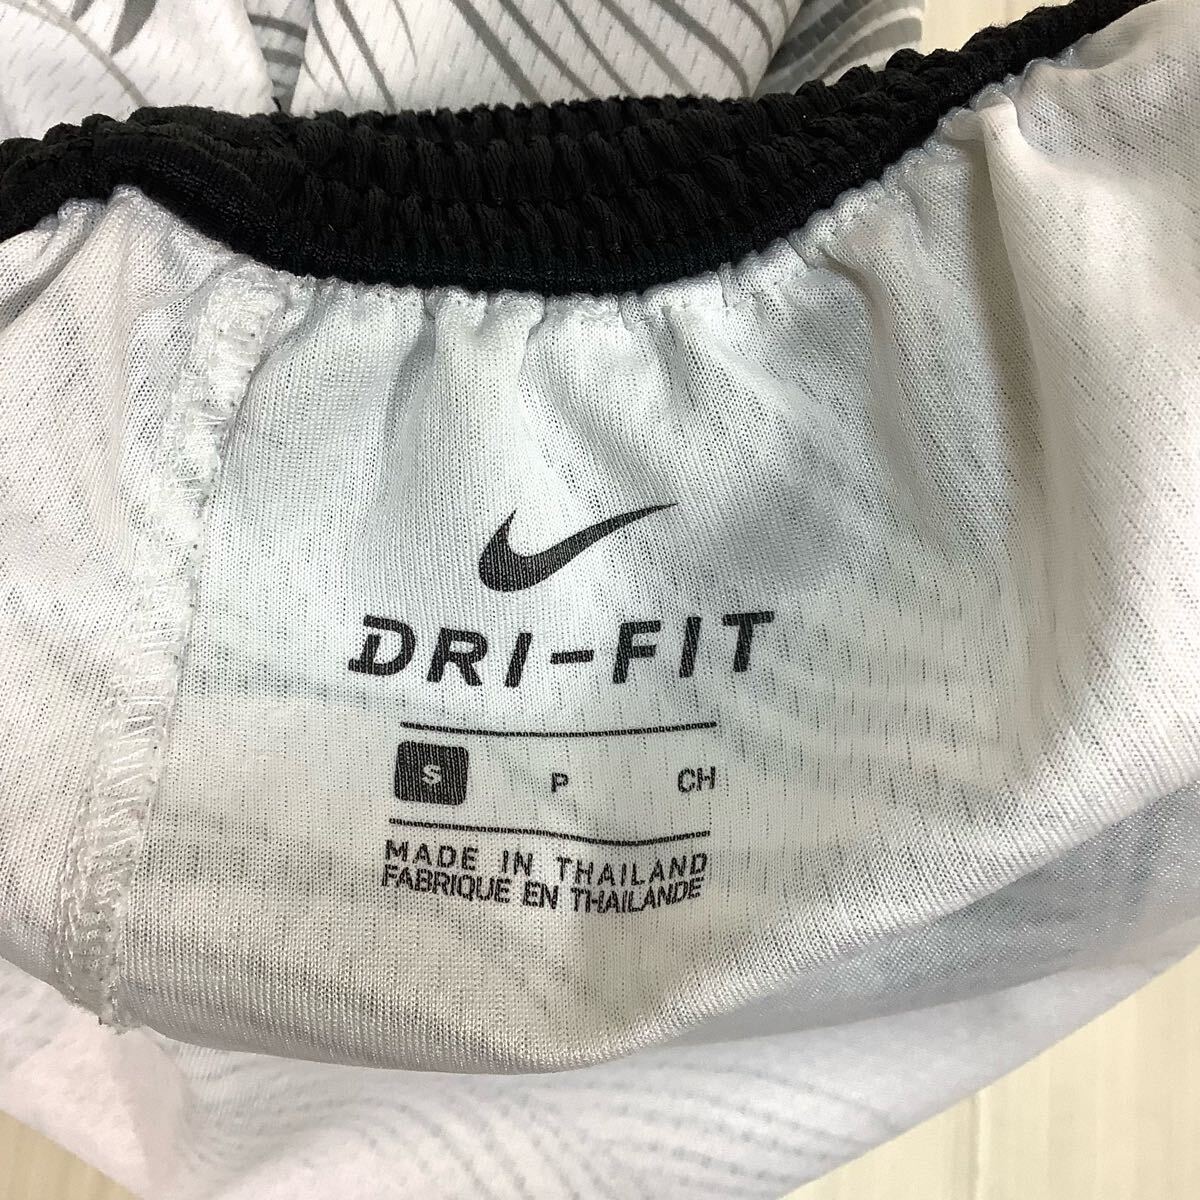 DRI-FIT
S P CH
MADE IN THAILAND
FABRIQUE EN THAILANDE